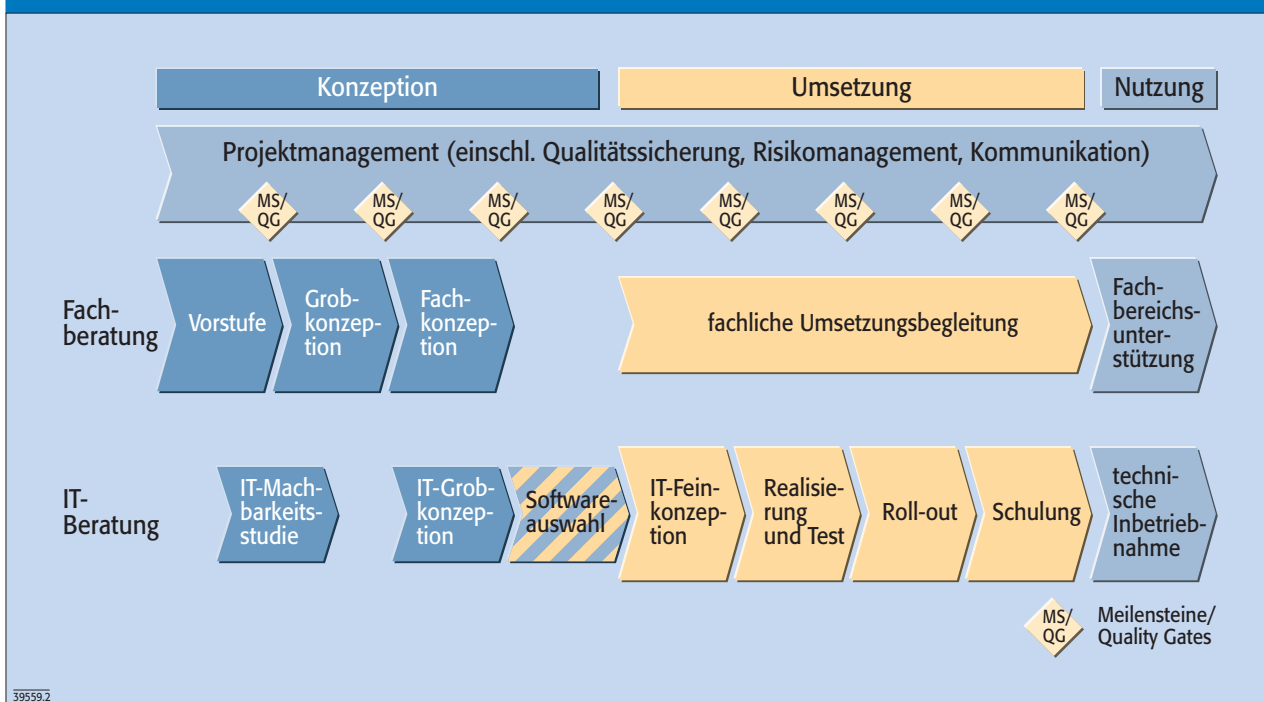 Konzeption
Umsetzung
Nutzung
Projektmanagement (einschl. Qualitätssicherung, Risikomanagement, Kommunikation)
MS/
QG
MS/
QG
MS/
QG
MS/
QG
MS/
QG
MS/
QG
MS/
QG
MS/
QG
Fach-
beratung
Vorstufe
Grob-
konzep-
tion
Fach-
konzep-
tion
fachliche Umsetzungsbegleitung
Fach-
bereichs-
unter-
stützung
IT-
Beratung
IT-Mach-
barkeits-
studie
IT-Grob-
konzep-
tion
Software-
auswahl
IT-Fein-
konzep-
tion
Realisie-
rung
und Test
Roll-out
Schulung
techni-
sche
Inbetrieb-
nahme
MS/
QG
Meilensteine/
Quality Gates
39559.2